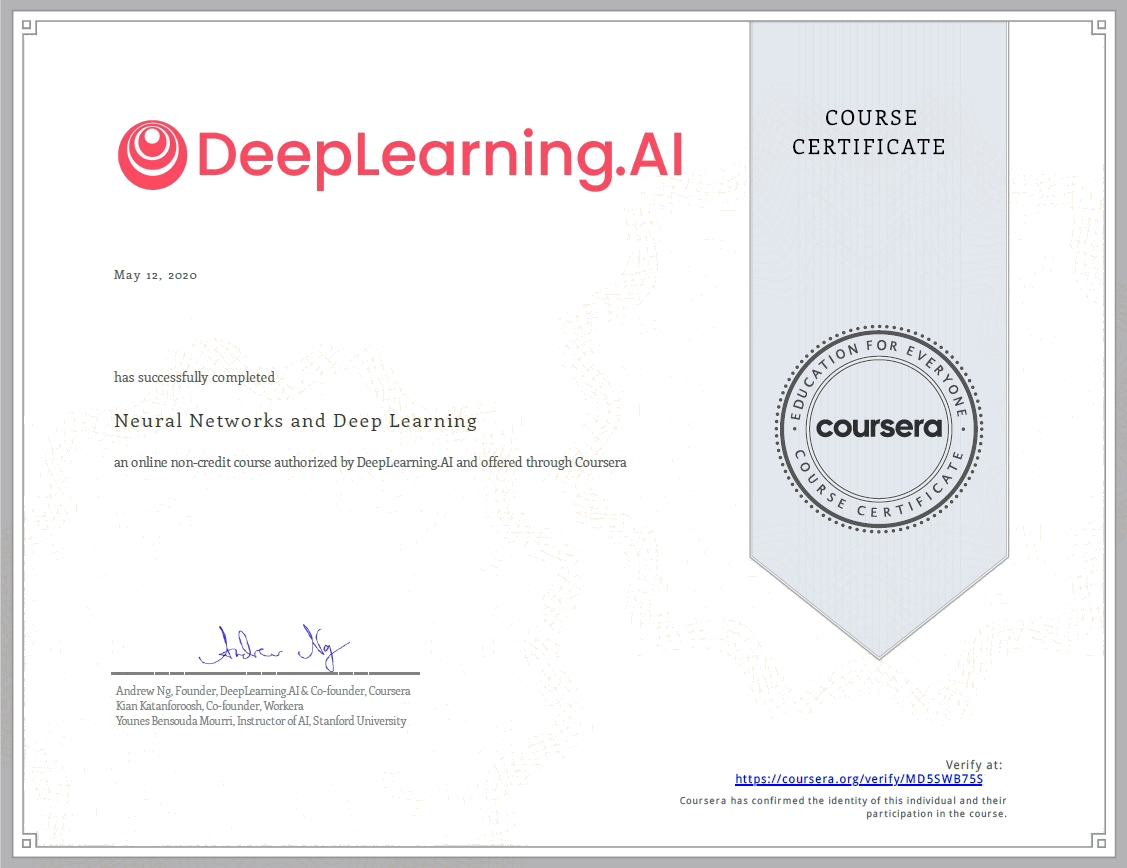 DeepLearning.AI
COURSE
CERTIFICATE
May 12, 2020
has successfully completed
Neural Networks and Deep Learning
an online non-credit course authorized by DeepLearning.AI and offered through Coursera
EDUCATION FOR EVERYONE
coursera
COURSE CERTIFICATE
Andrew Ng
Andrew Ng, Founder, DeepLearning.AI & Co-founder, Coursera
Kian Katanforoosh, Co-founder, Workera
Younes Bensouda Mourri, Instructor of AI, Stanford University
Verify at:
https://coursera.org/verify/MD5SWB75S
Coursera has confirmed the identity of this individual and their
participation in the course.